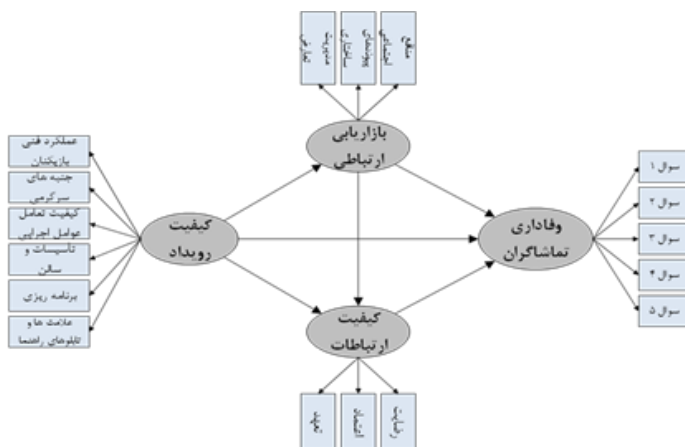 منافع
اجتماعی
پیوندهای
ساختاری
مدیریت
تعارض
بازاریابی
ارتباطی
عملکرد فنی
بازیکنان
جنبه های
سرگرمی
کیفیت تعامل
عوامل اجرایی
تأسیسات و
سالن
برنامه ریزی
علامت ها و
تابلوهای راهنما
کیفیت
رویداد
وفاداری
تماشاگران
سوال ۱
سوال ۲
سوال ۳
سوال ۴
سوال ۵
کیفیت
ارتباطات
رضایت
اعتماد
تعهد